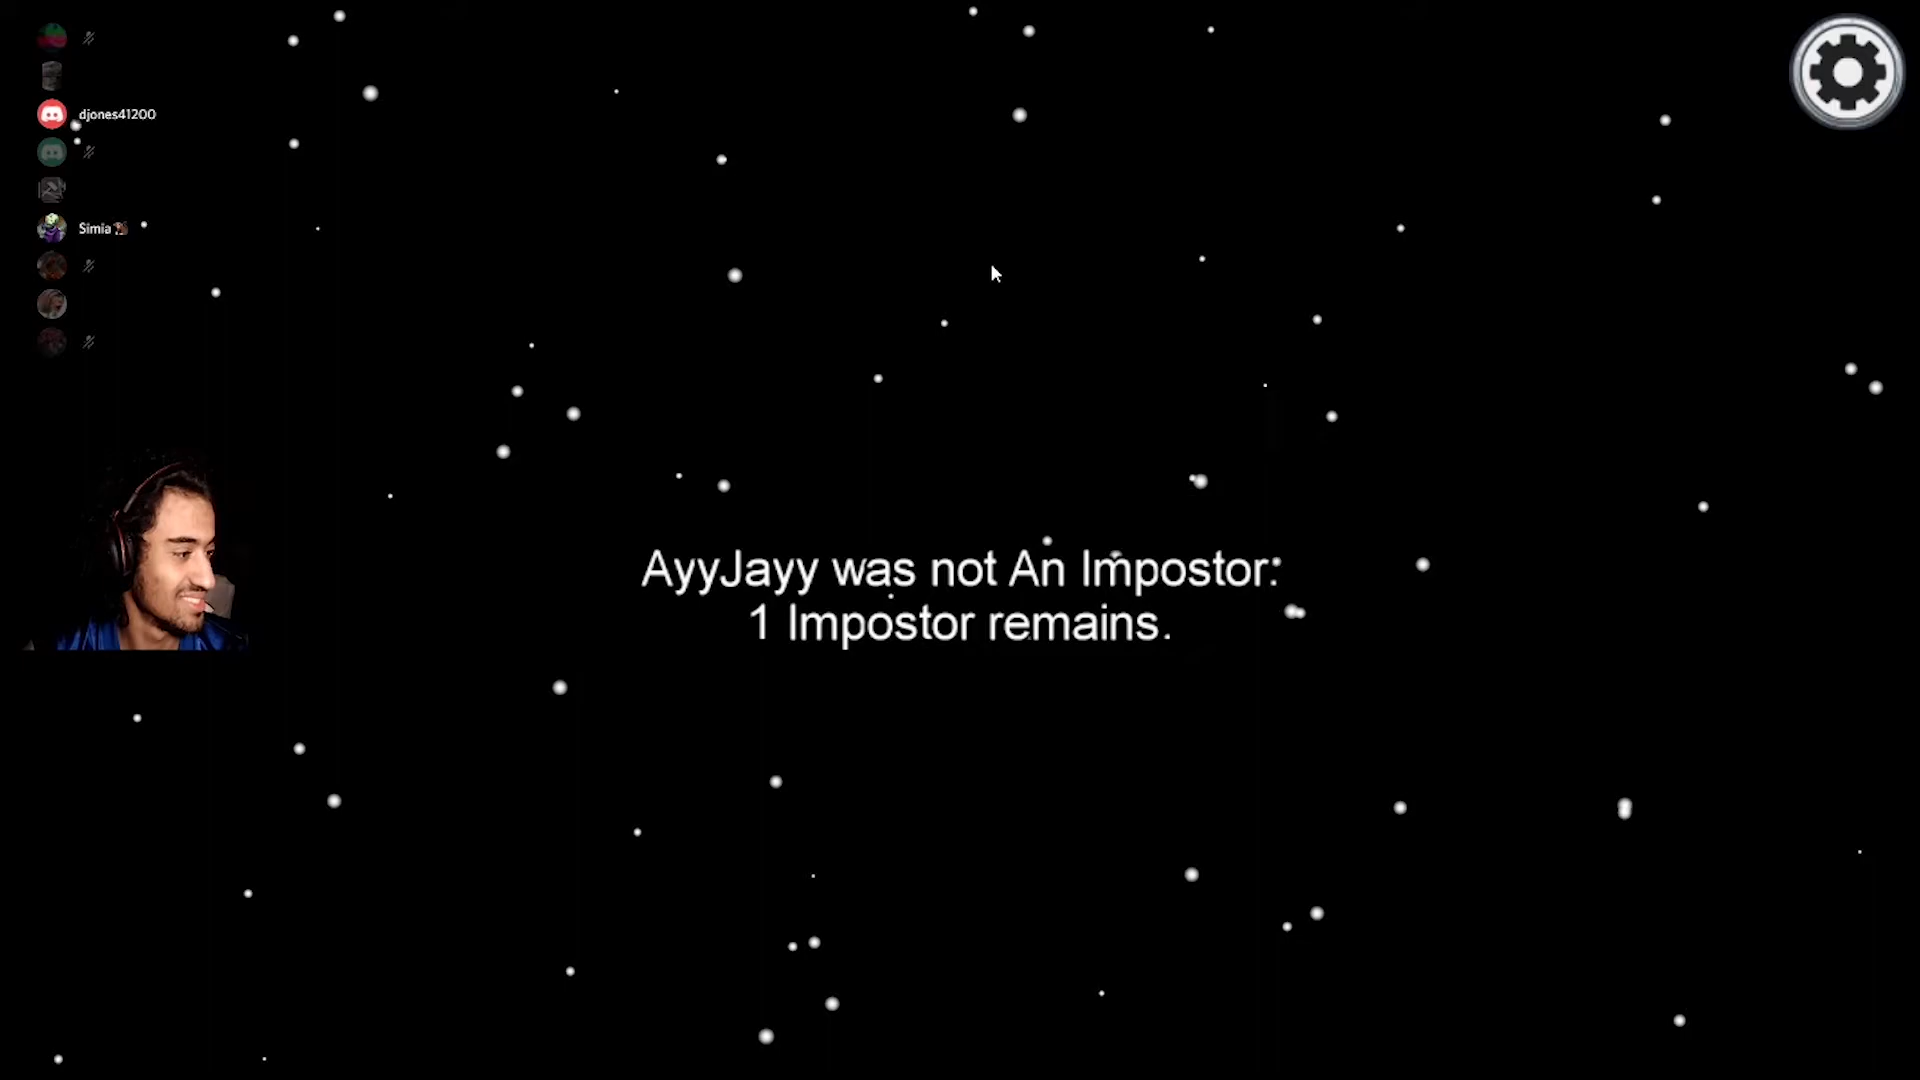 djones41200
Simia
AyyJayy was not An Impostor.
1 Impostor remains.